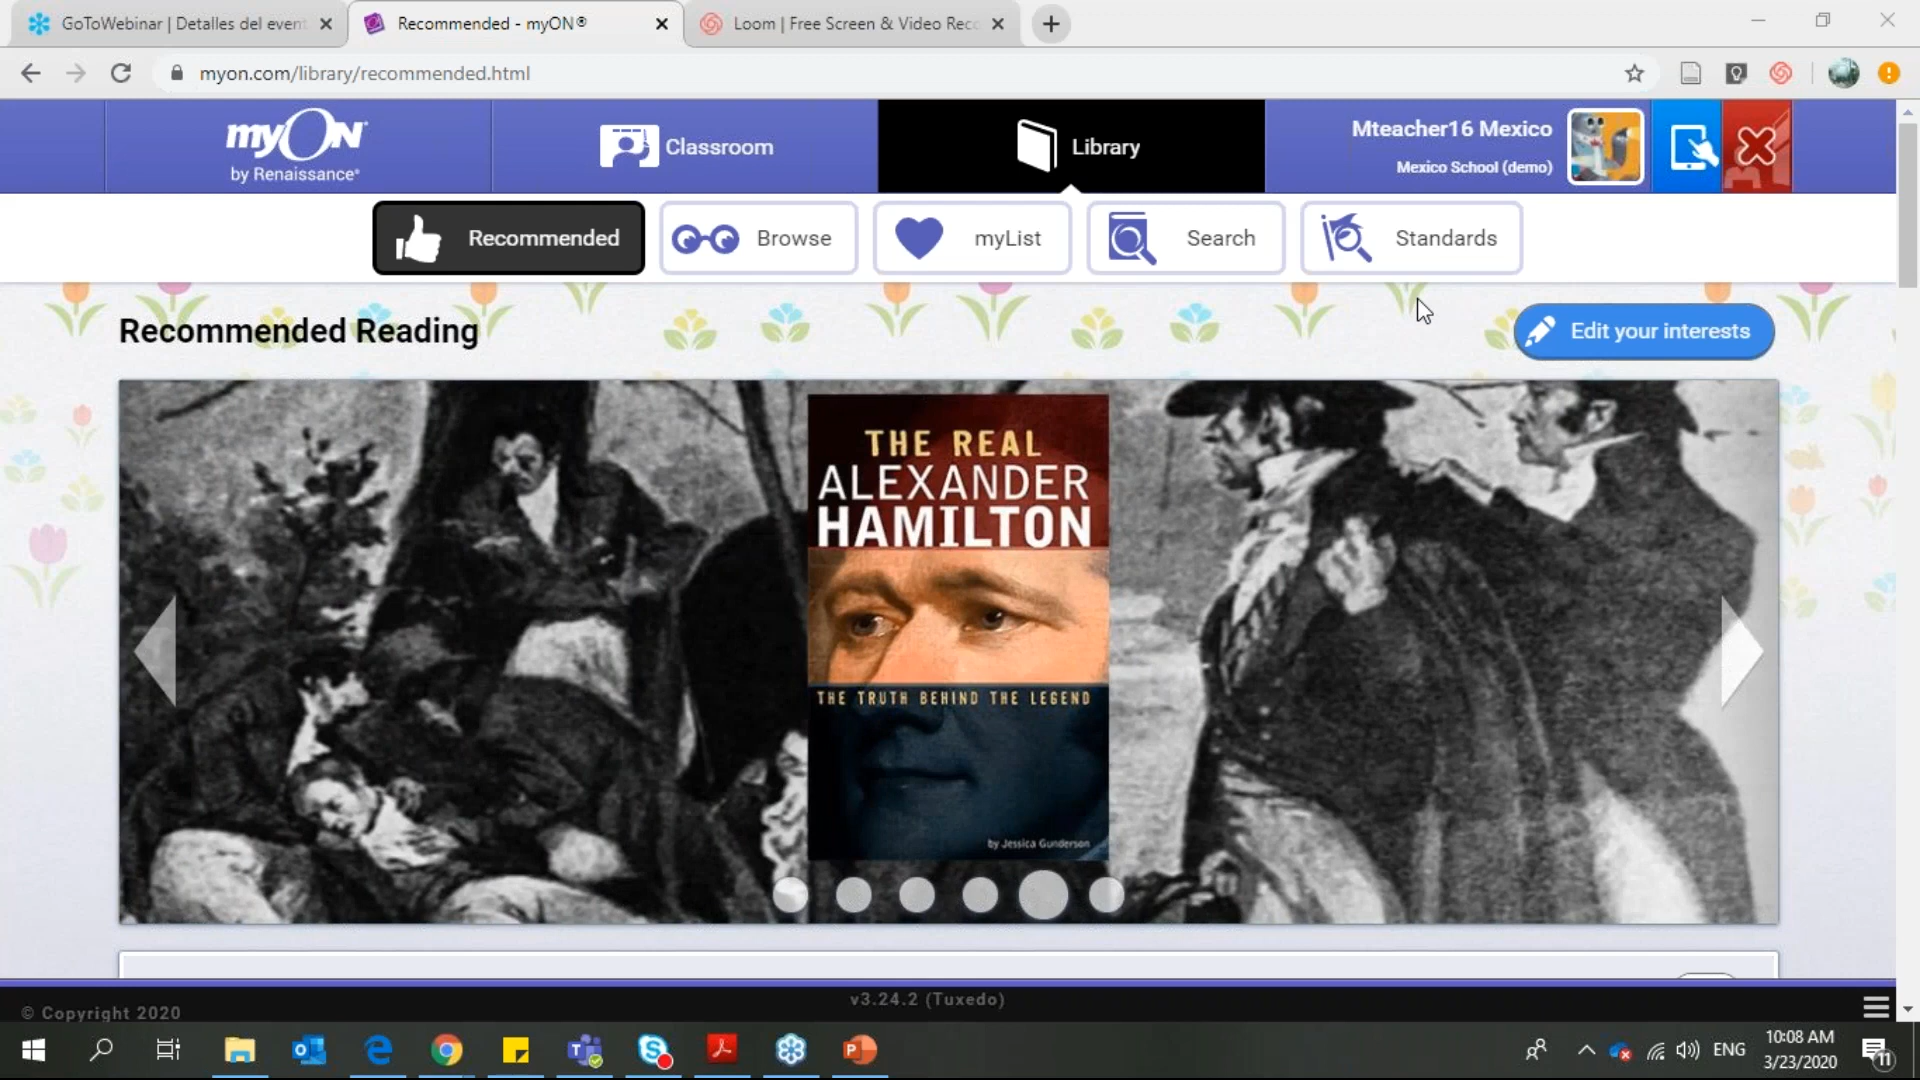 GoToWebinar | Detalles del event
Recommended - myON®
Loom | Free Screen & Video Rec
myon.com/library/recommended.html
myON
by Renaissance®
Classroom
Library
Mteacher16 Mexico
Mexico School (demo)
Recommended
Browse
myList
Search
Standards
Recommended Reading
Edit your interests
THE REAL
ALEXANDER
HAMILTON
THE TRUTH BEHIND THE LEGEND
by Jessica Gunderson
v3.24.2 (Tuxedo)
© Copyright 2020
10:08 AM
ENG
3/23/2020
11